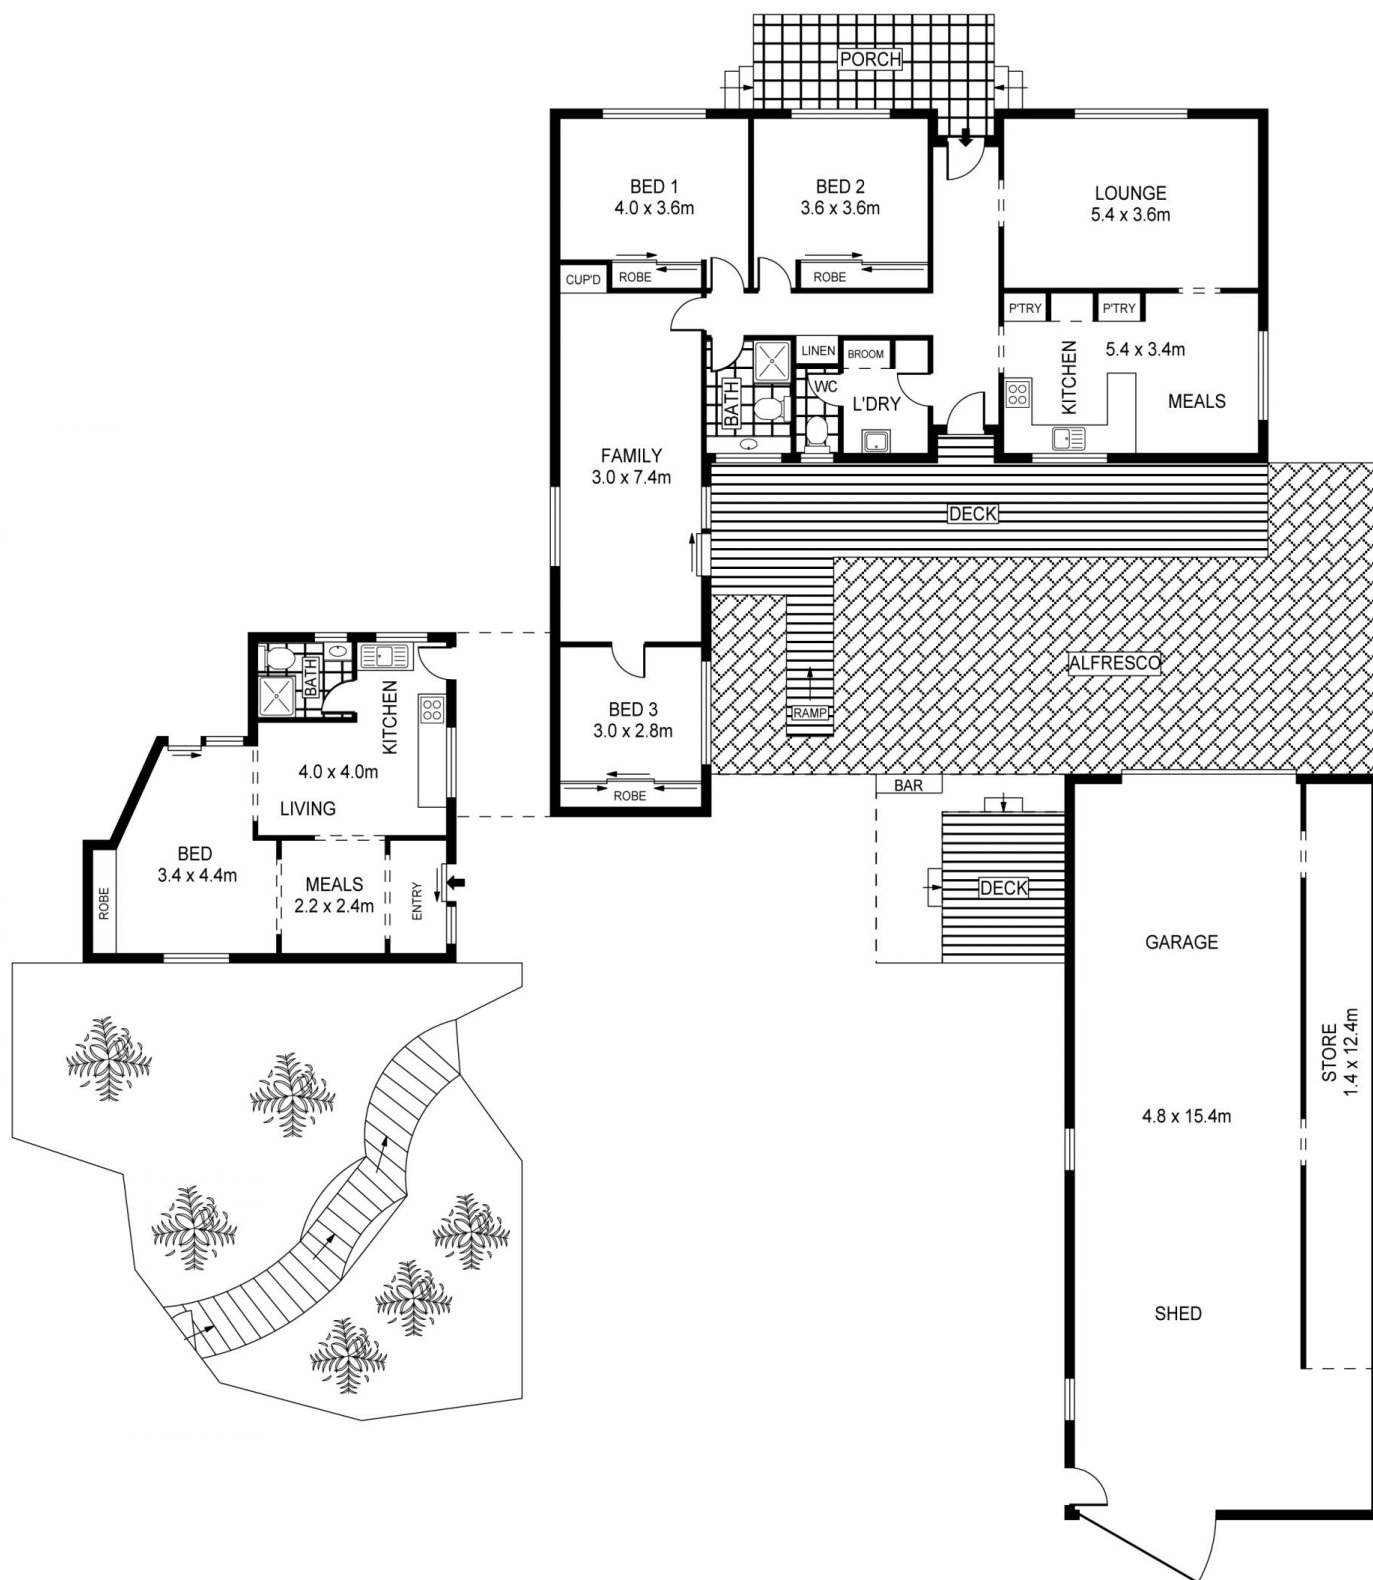 PORCH
BED 1
4.0 x 3.6m
BED 2
3.6 x 3.6m
LOUNGE
5.4 x 3.6m
CUP'D
ROBE
ROBE
P'TRY
P'TRY
KITCHEN
5.4 x 3.4m
MEALS
LINEN
BROOM
WC
L'DRY
BATH
FAMILY
3.0 x 7.4m
DECK
ALFRESCO
RAMP
BED 3
3.0 x 2.8m
ROBE
BATH
KITCHEN
4.0 x 4.0m
LIVING
BED
3.4 x 4.4m
ROBE
MEALS
2.2 x 2.4m
ENTRY
BAR
DECK
GARAGE
STORE
1.4 x 12.4m
4.8 x 15.4m
SHED